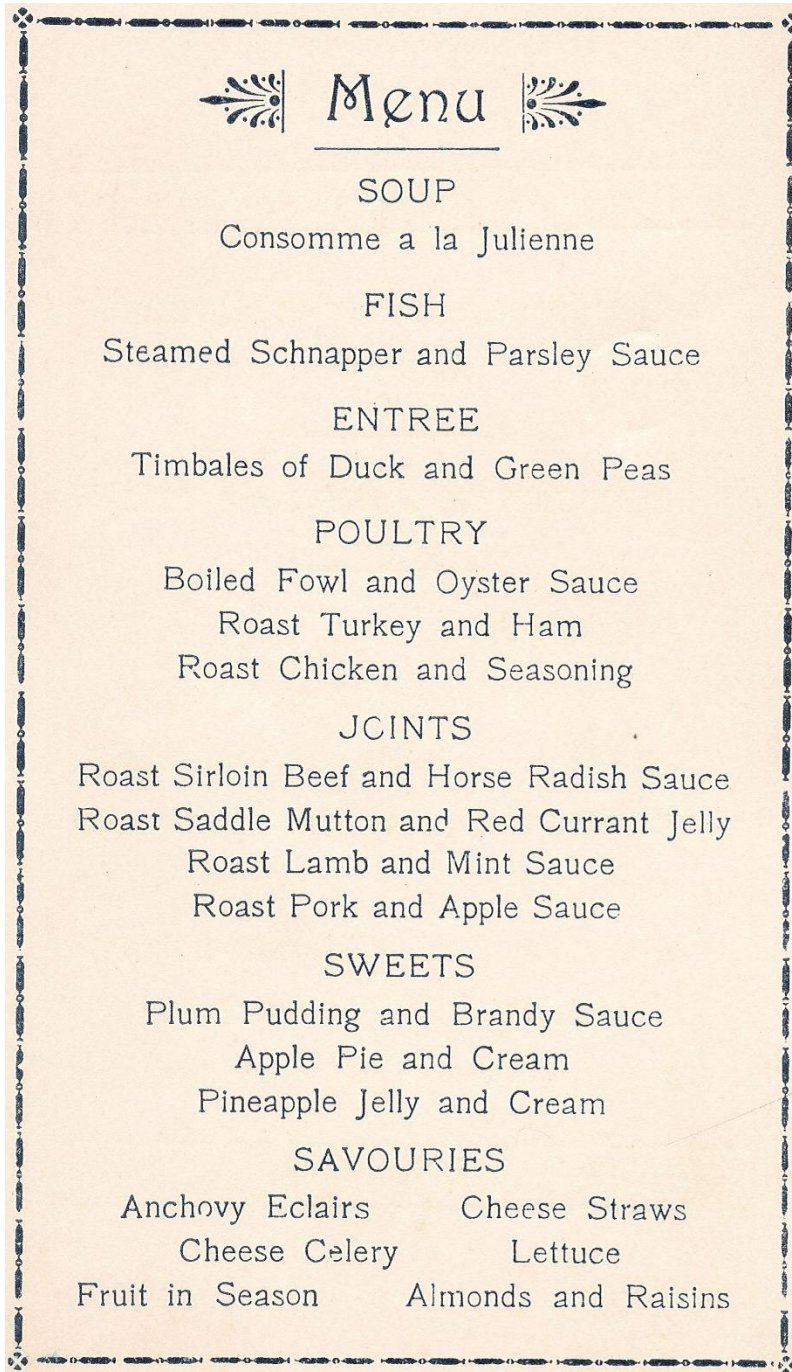 Menu
SOUP
Consomme a la Julienne
FISH
Steamed Schnapper and Parsley Sauce
ENTREE
Timbales of Duck and Green Peas
POULTRY
Boiled Fowl and Oyster Sauce
Roast Turkey and Ham
Roast Chicken and Seasoning
JOINTS
Roast Sirloin Beef and Horse Radish Sauce
Roast Saddle Mutton and Red Currant Jelly
Roast Lamb and Mint Sauce
Roast Pork and Apple Sauce
SWEETS
Plum Pudding and Brandy Sauce
Apple Pie and Cream
Pineapple Jelly and Cream
SAVOURIES
Anchovy Eclairs Cheese Straws
Cheese Celery Lettuce
Fruit in Season Almonds and Raisins